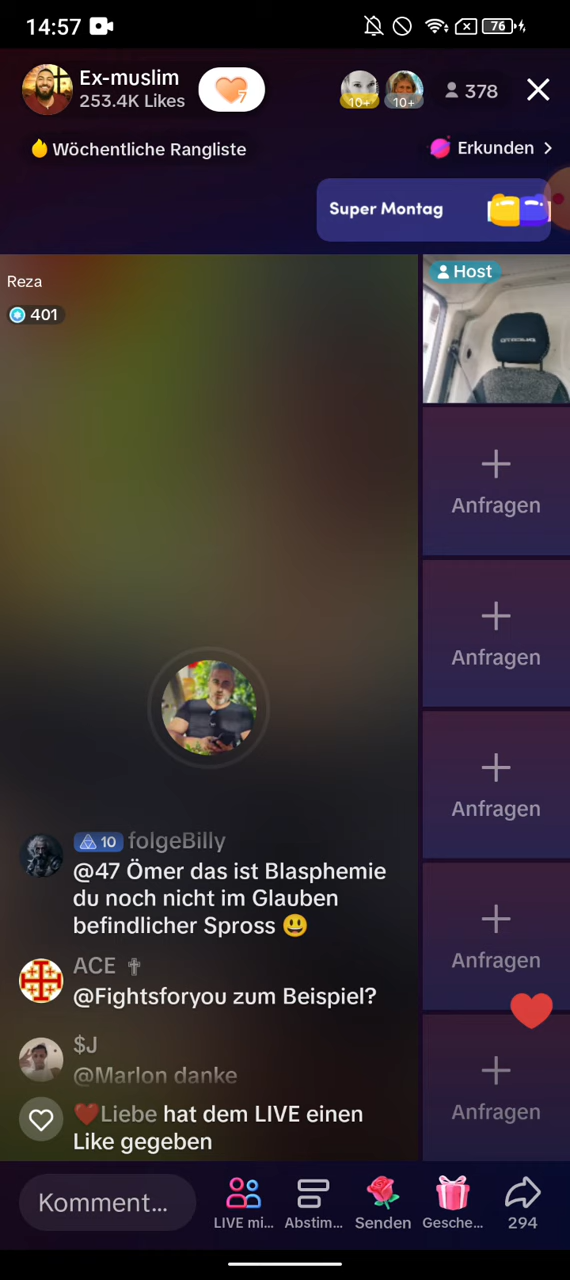 14:57
76
Ex-muslim
253.4K Likes
7
10+
10+
378
Wöchentliche Rangliste
Erkunden
Super Montag
Reza
401
Host
Anfragen
Anfragen
Anfragen
Anfragen
Anfragen
10 folgeBilly
@47 Ömer das ist Blasphemie
du noch nicht im Glauben
befindlicher Spross 😃
ACE ✝
@Fightsforyou zum Beispiel?
$J
@Marlon danke
❤️Liebe hat dem LIVE einen
Like gegeben
Komment...
LIVE mi...
Abstim...
Senden
Gesche...
294